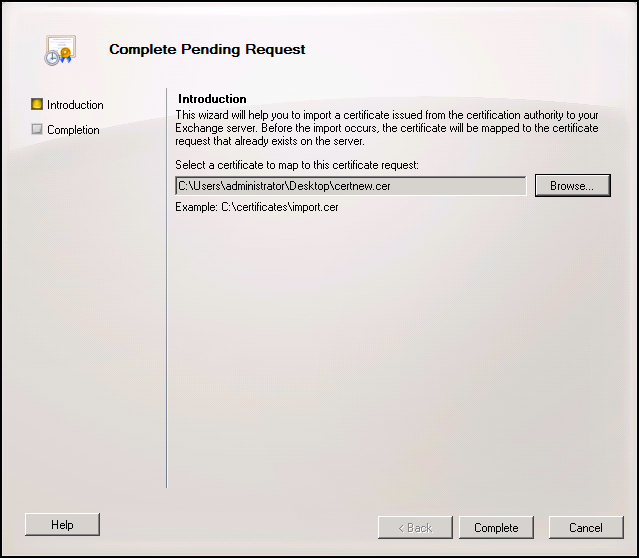 Complete Pending Request
Introduction
Completion
Introduction
This wizard will help you to import a certificate issued from the certification authority to your
Exchange server. Before the import occurs, the certificate will be mapped to the certificate
request that already exists on the server.
Select a certificate to map to this certificate request:
C:\Users\administrator\Desktop\certnew.cer
Browse...
Example: C:\certificates\import.cer
Help
< Back
Complete
Cancel